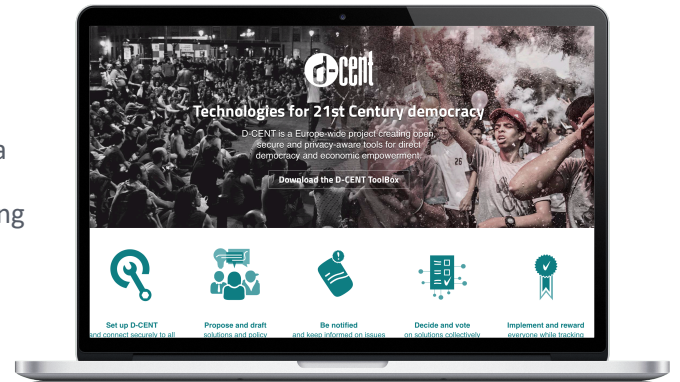 a
ng
d-cent
Technologies for 21st Century democracy
D-CENT is a Europe-wide project creating open,
secure and privacy-aware tools for direct
democracy and economic empowerment
Download the D-CENT ToolBox
26
Set up D-CENT
and connect securely to all
Propose and draft
solutions and policy
Be notified
and keep informed on issues
Decide and vote
on solutions collectively
Implement and reward
everyone while tracking